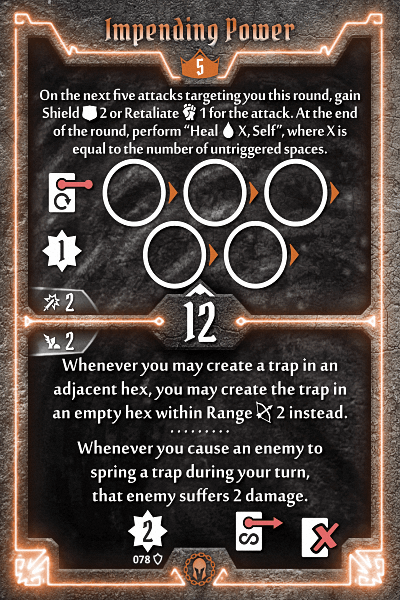 Impending Power
5
On the next five attacks targeting you this round, gain
Shield 2 or Retaliate 1 for the attack. At the end
of the round, perform “Heal X, Self”, where X is
equal to the number of untriggered spaces.
1
2
12
2
Whenever you may create a trap in an
adjacent hex, you may create the trap in
an empty hex within Range 2 instead.
Whenever you cause an enemy to
spring a trap during your turn,
that enemy suffers 2 damage.
2
078